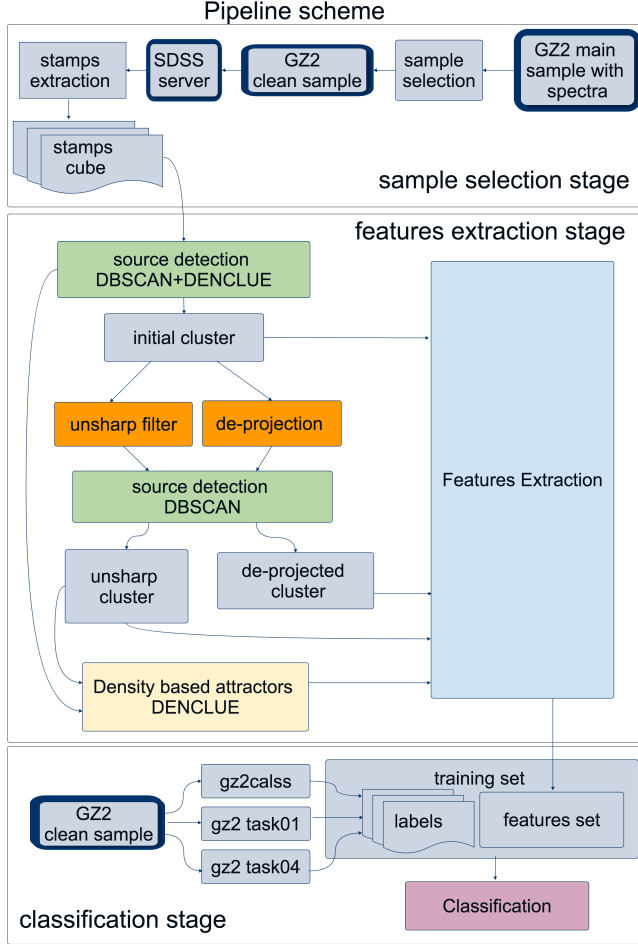 Pipeline scheme
stamps
extraction
SDSS
server
GZ2
clean sample
sample
selection
GZ2 main
sample with
spectra
stamps
cube
sample selection stage
features extraction stage
source detection
DBSCAN+DENCLUE
initial cluster
unsharp filter
de-projection
source detection
DBSCAN
Features Extraction
unsharp
cluster
de-projected
cluster
Density based attractors
DENCLUE
GZ2
clean sample
gz2calss
gz2 task01
gz2 task04
training set
labels
features set
Classification
classification stage